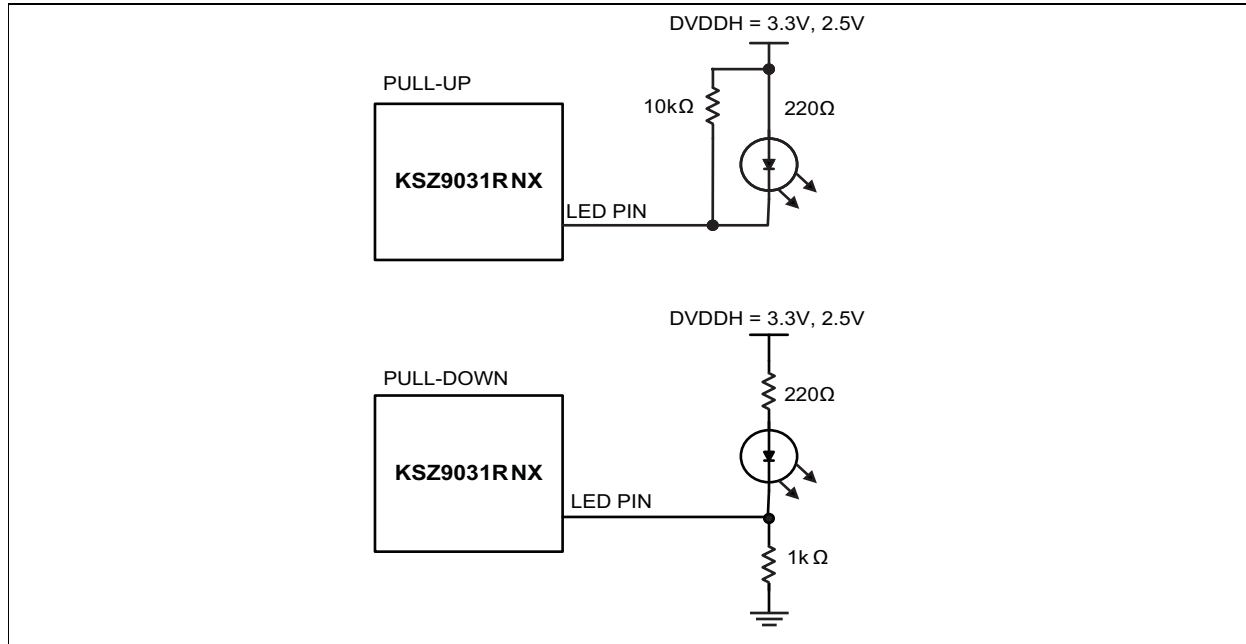 DVDDH = 3.3V, 2.5V
PULL-UP
10kΩ
220Ω
KSZ9031RNX
LED PIN
DVDDH = 3.3V, 2.5V
PULL-DOWN
220Ω
KSZ9031RNX
LED PIN
1kΩ